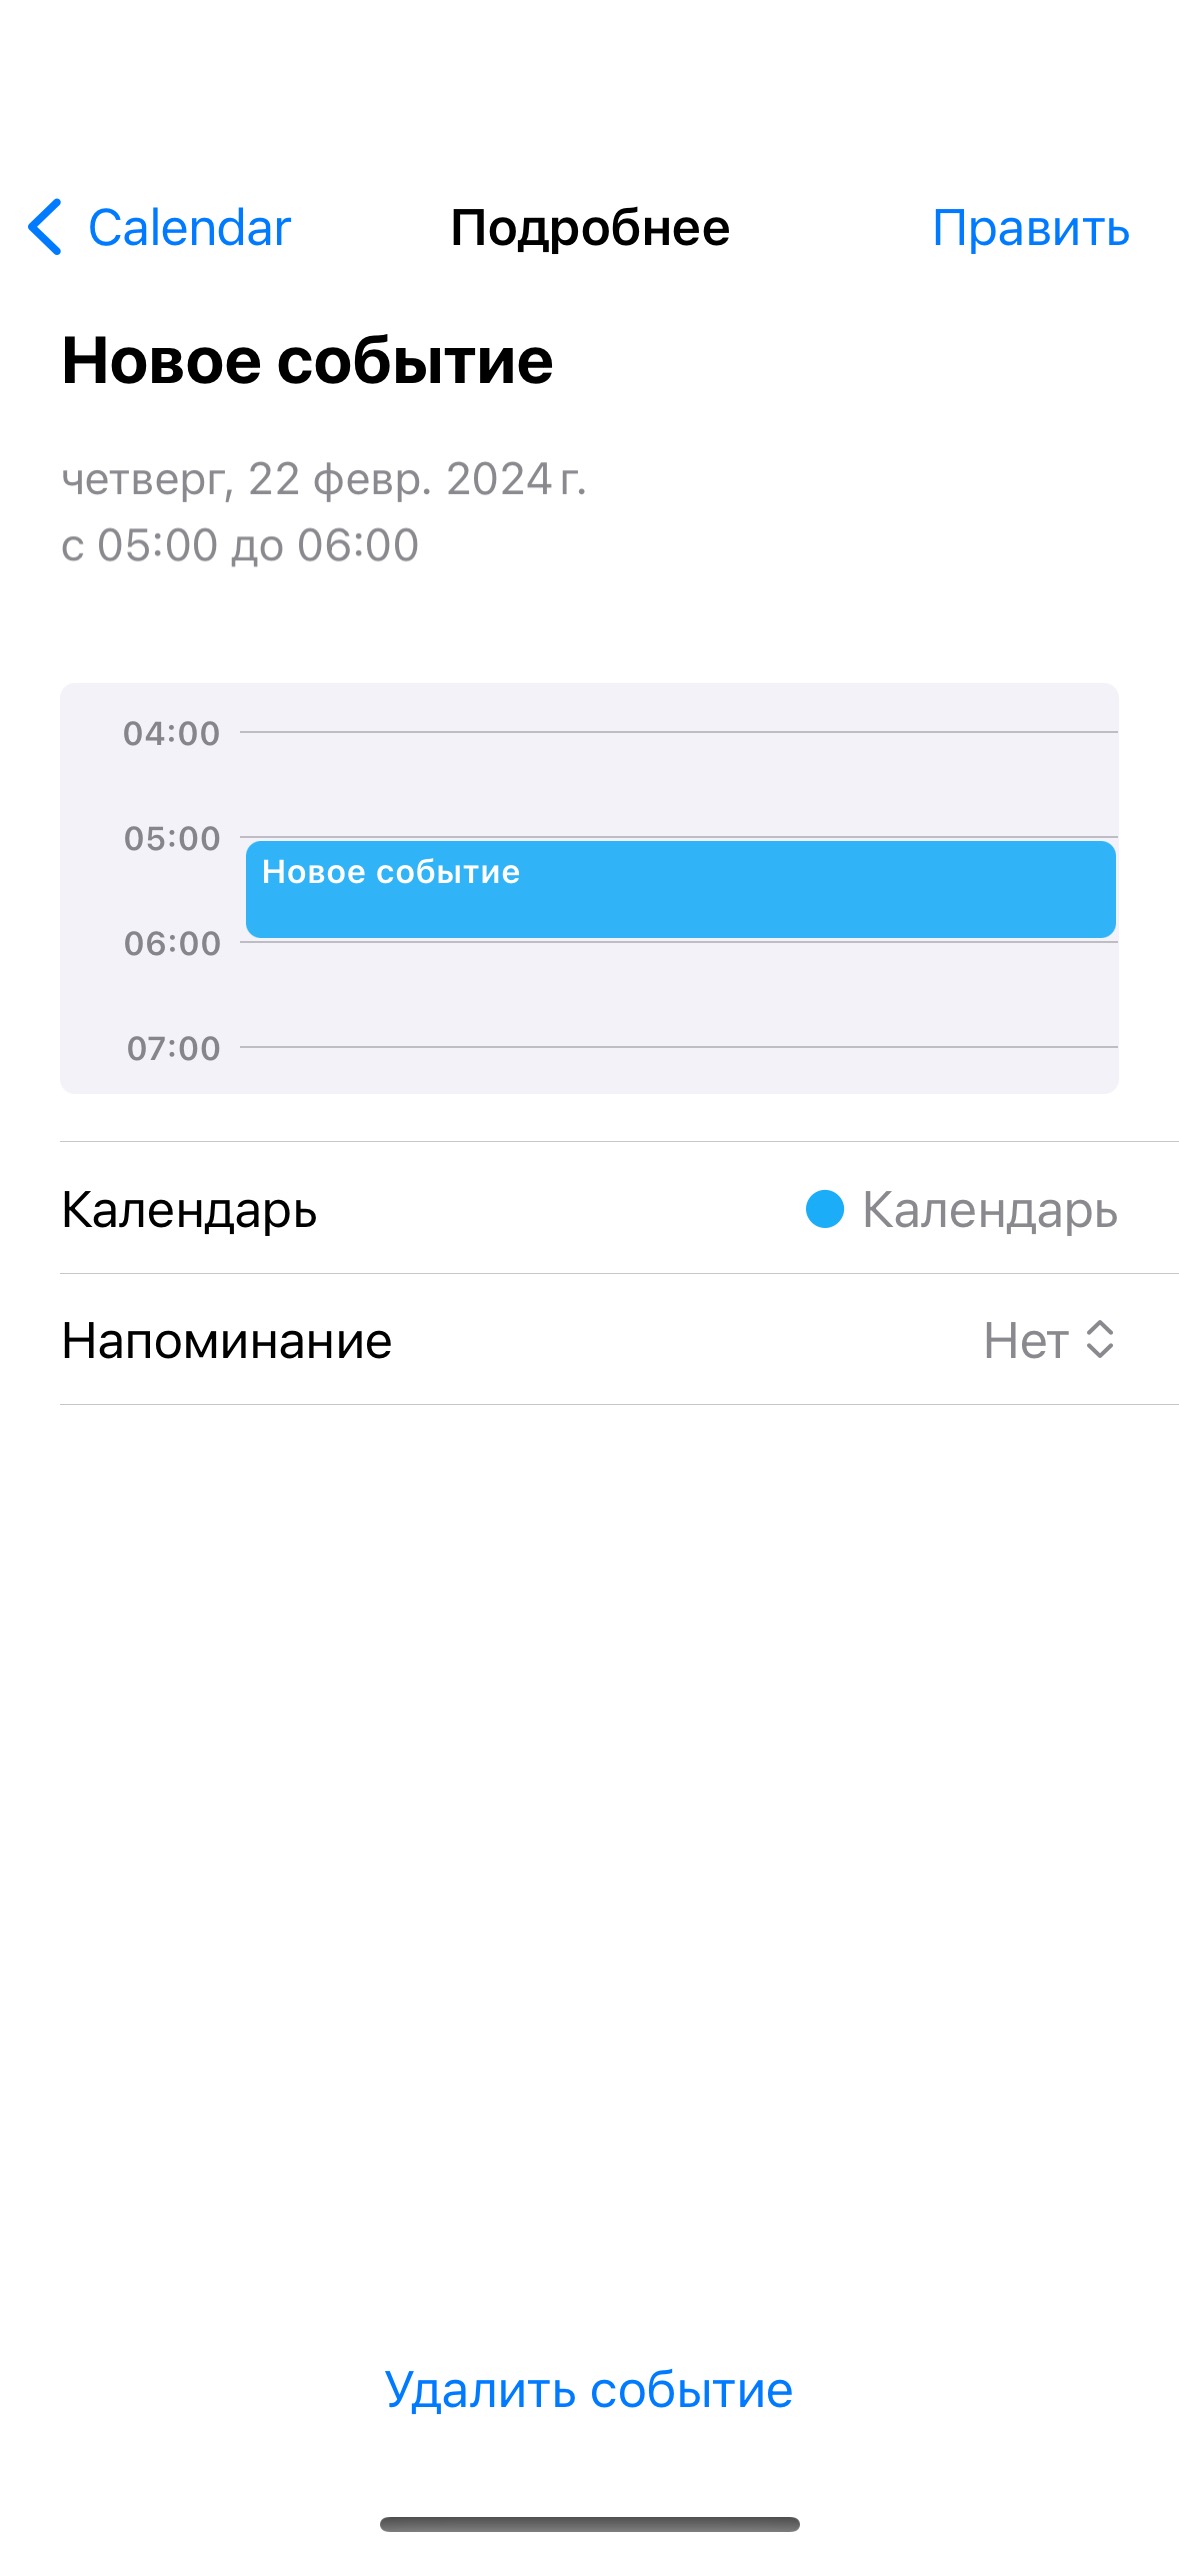 Calendar Подробнее Править
Новое событие
четверг, 22 февр. 2024 г.
с 05:00 до 06:00
04:00
05:00
Новое событие
06:00
07:00
Календарь Календарь
Напоминание Нет
Удалить событие